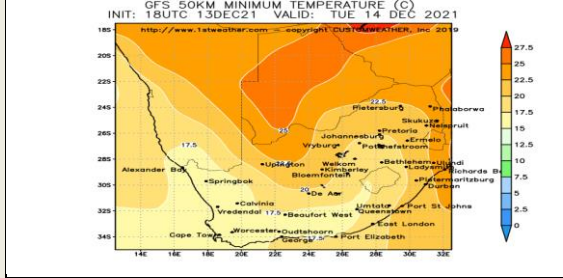 GFS 50KM MINIMUM TEMPERATURE (C)
INIT: 18UTC 13DEC21 VALID: TUE 14 DEC 2021
http://www.1stweather.com — copyright CUSTOMWEATHER, Inc 2019
18S
20S
22S
24S
26S
28S
30S
32S
34S
14E 16E 18E 20E 22E 24E 26E 28E 30E 32E
27.5
25
22.5
20
17.5
15
12.5
10
7.5
5
2.5
0
22.5
Pietersburg Phalaborwa
Skukuza
Nelspruit
25
Johannesburg Pretoria
17.5
Vryburg Ermelo
Upington Welkom Bethlehem Ulundi
Alexander Bay Kimberley Ladysmith
Bloemfontein Richards
Springbok Pietermaritzburg
20
De Aar Durban
Calvinia Umtata Port St Johns
Vredendal 17.5 Beaufort West Queenstown
East London
Cape Town Worcester Oudtshoorn
George 17.5 Port Elizabeth